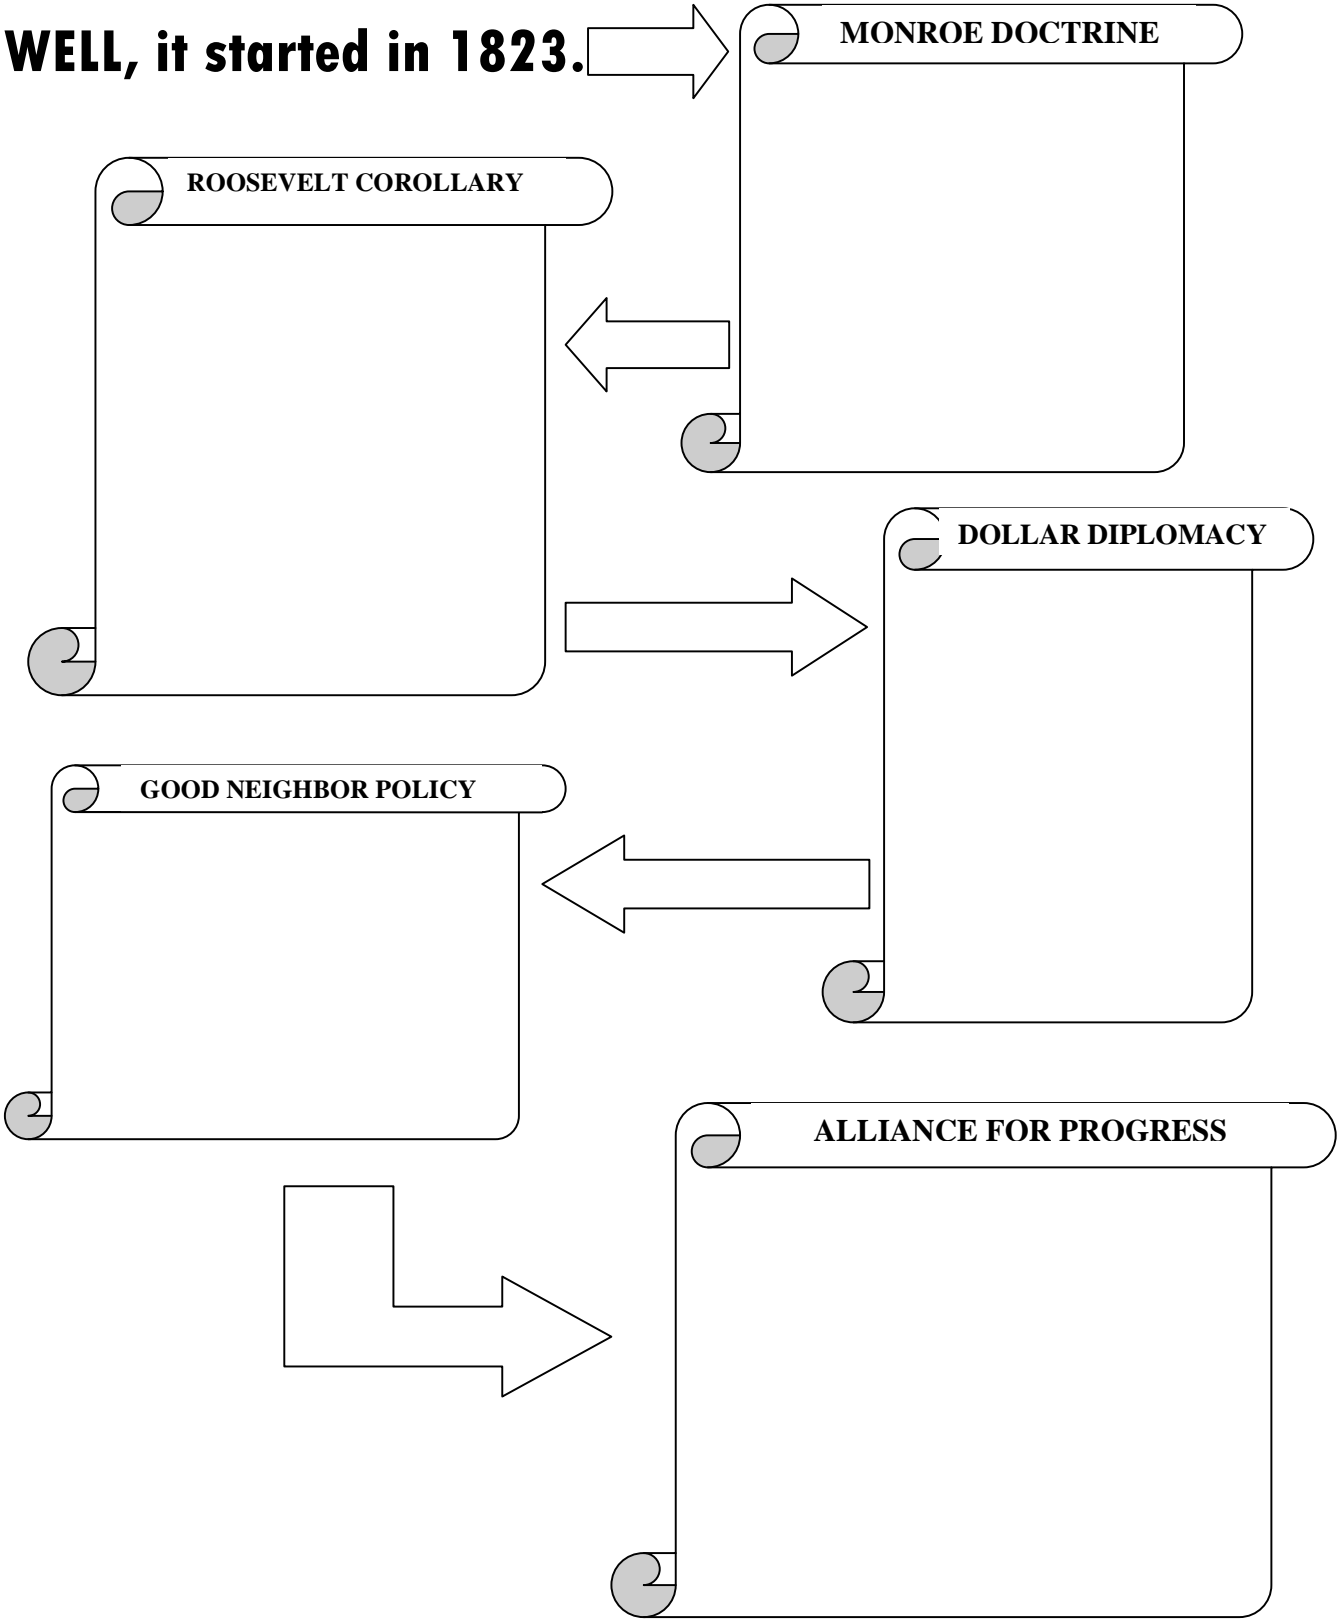 WELL, it started in 1823.
MONROE DOCTRINE
ROOSEVELT COROLLARY
DOLLAR DIPLOMACY
GOOD NEIGHBOR POLICY
ALLIANCE FOR PROGRESS